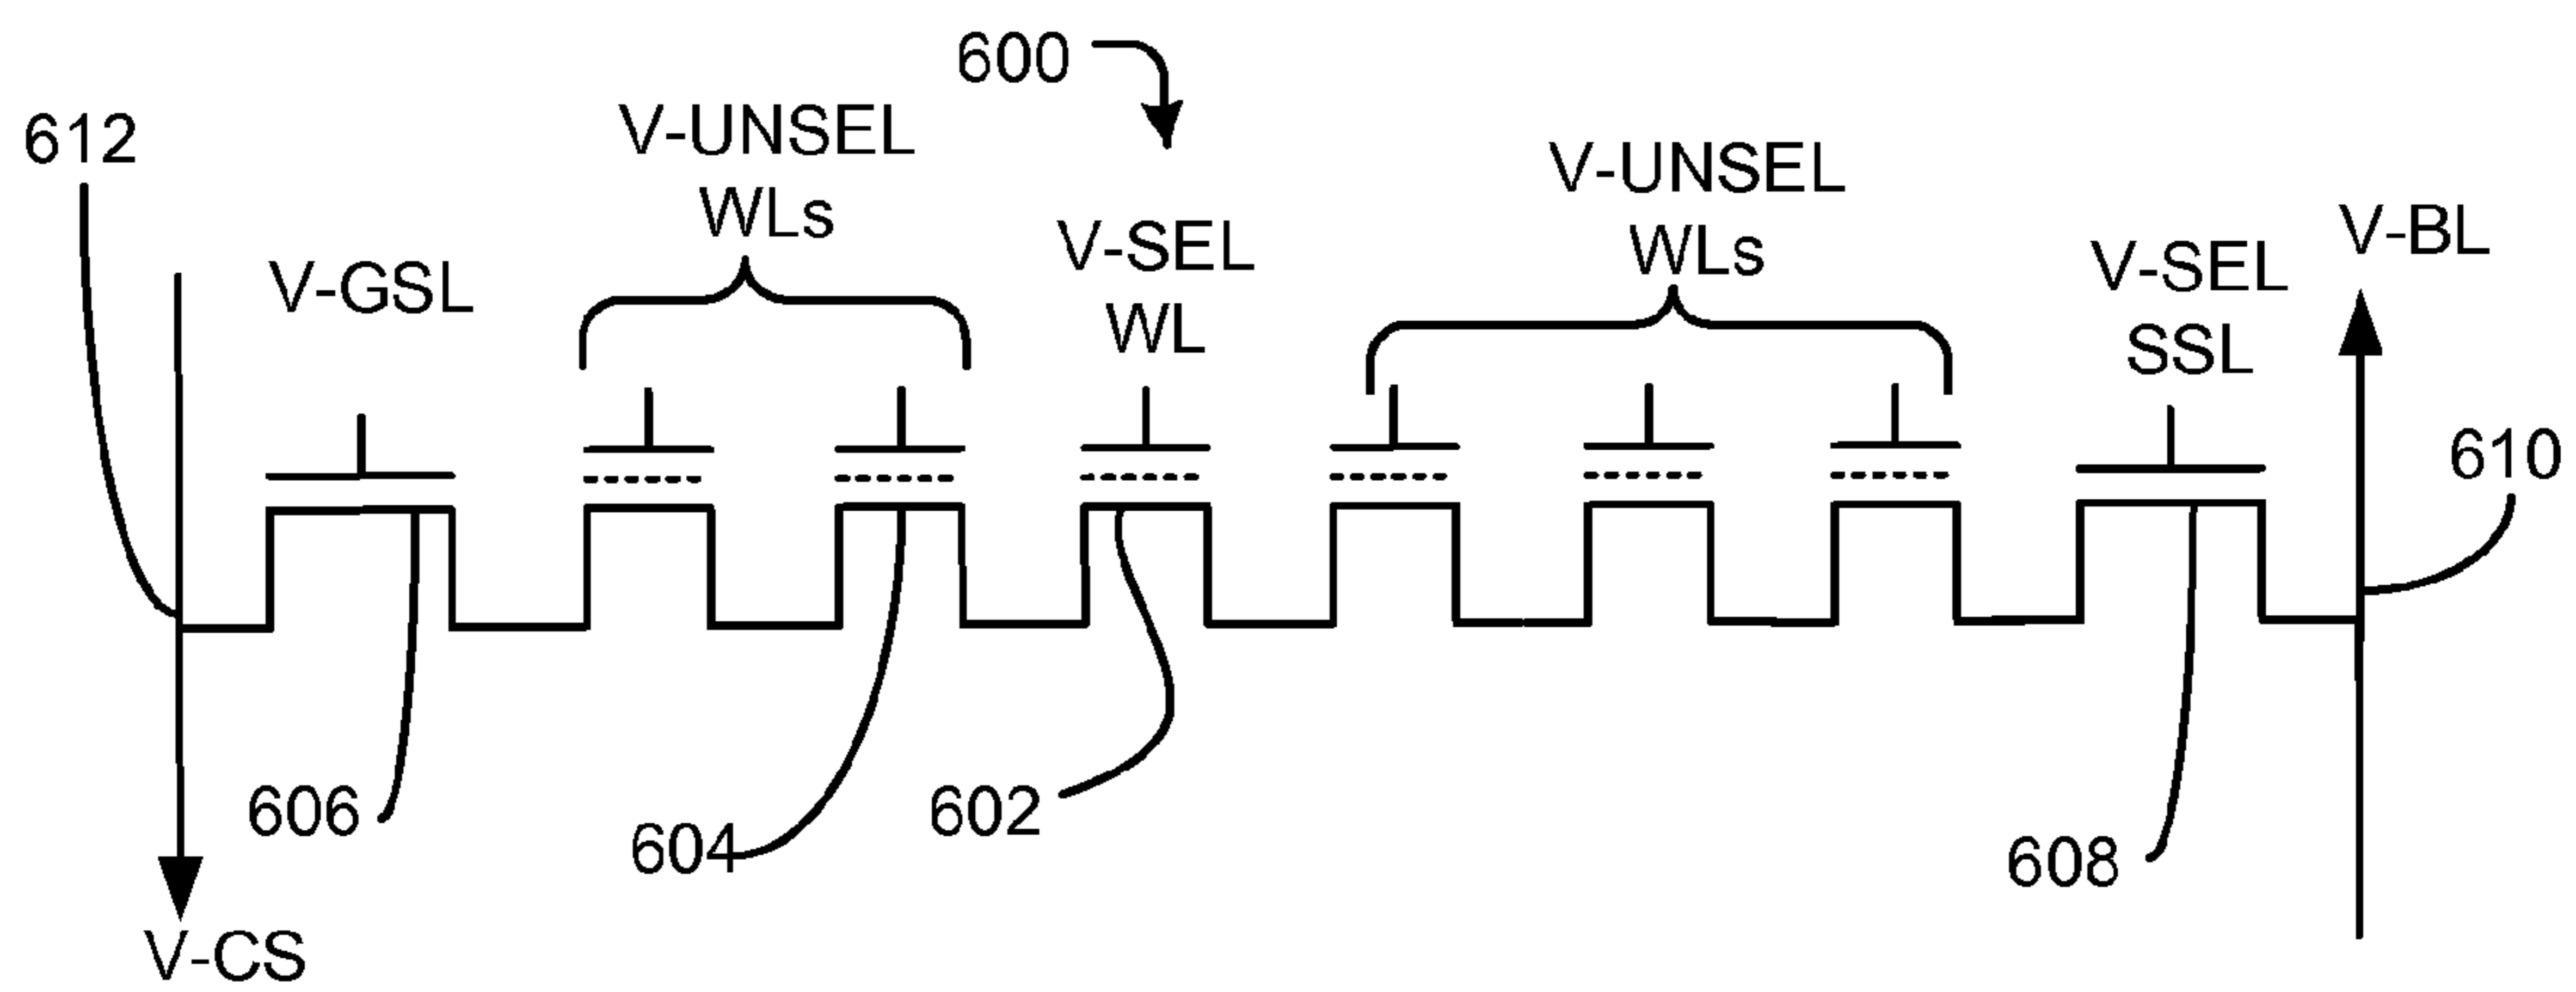 600
612
V-UNSEL
WLs
V-UNSEL
WLs
V-GSL
V-SEL
WL
V-SEL
SSL
V-BL
610
606
604
602
608
V-CS